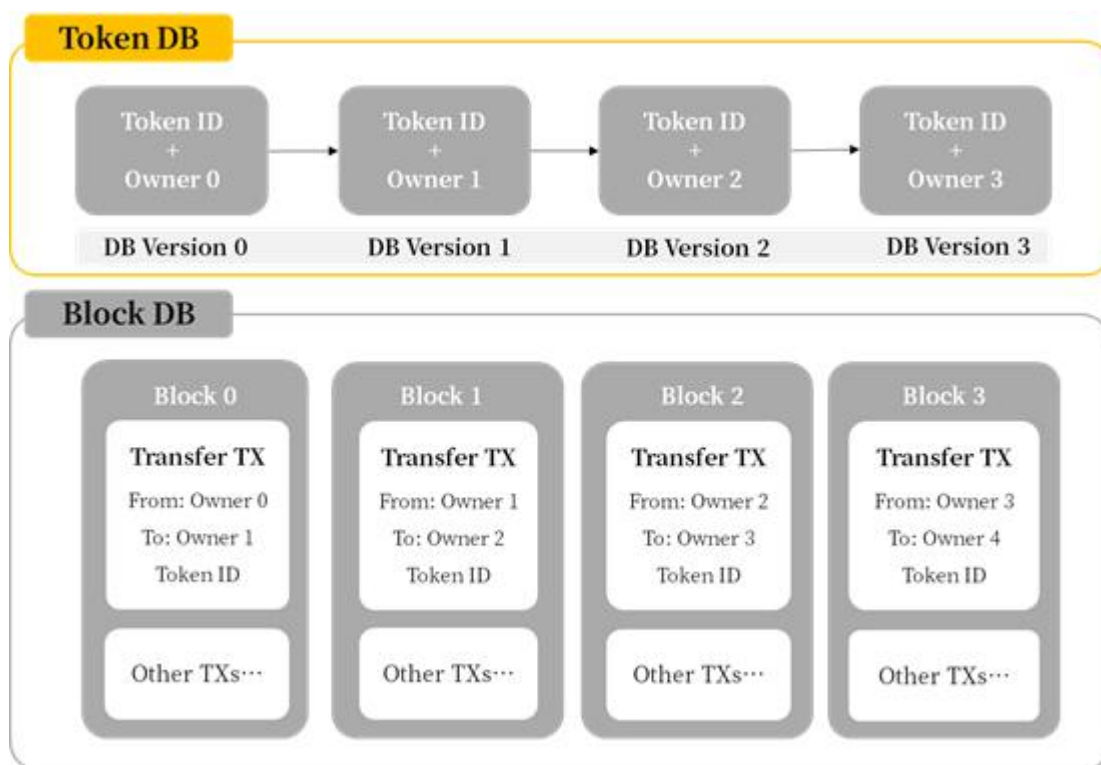 Token DB
Token ID
+
Owner 0
Token ID
+
Owner 1
Token ID
+
Owner 2
Token ID
+
Owner 3
DB Version 0
DB Version 1
DB Version 2
DB Version 3
Block DB
Block 0
Transfer TX
From: Owner 0
To: Owner 1
Token ID
Other TXs⋯
Block 1
Transfer TX
From: Owner 1
To: Owner 2
Token ID
Other TXs⋯
Block 2
Transfer TX
From: Owner 2
To: Owner 3
Token ID
Other TXs⋯
Block 3
Transfer TX
From: Owner 3
To: Owner 4
Token ID
Other TXs⋯